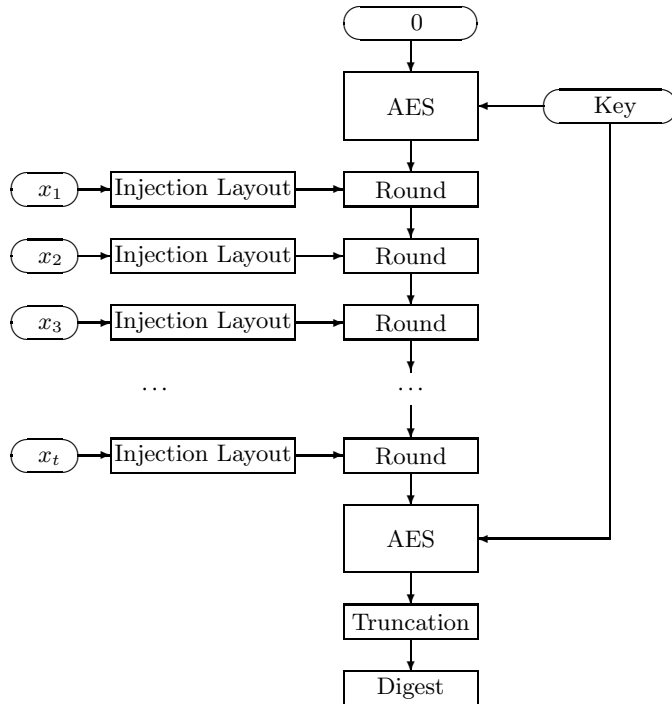 0
AES
Key
x₁ Injection Layout Round
x₂ Injection Layout Round
x₃ Injection Layout Round
... ...
xₜ Injection Layout Round
AES
Truncation
Digest